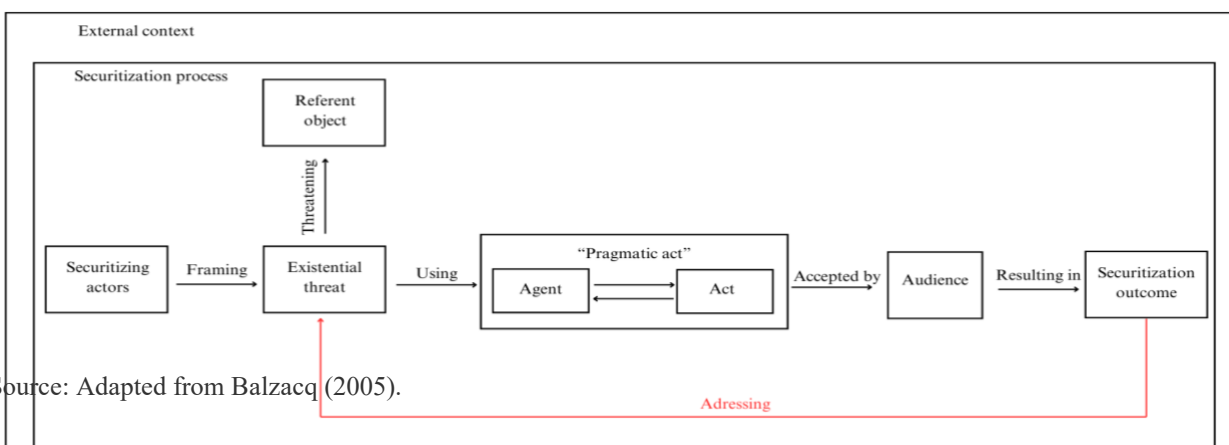 External context
Securitization process
Referent
object
Threatening
Securitizing
actors
Framing
Existential
threat
Using
“Pragmatic act”
Agent
Act
Accepted by
Audience
Resulting in
Securitization
outcome
Source: Adapted from Balzacq (2005).
Adressing